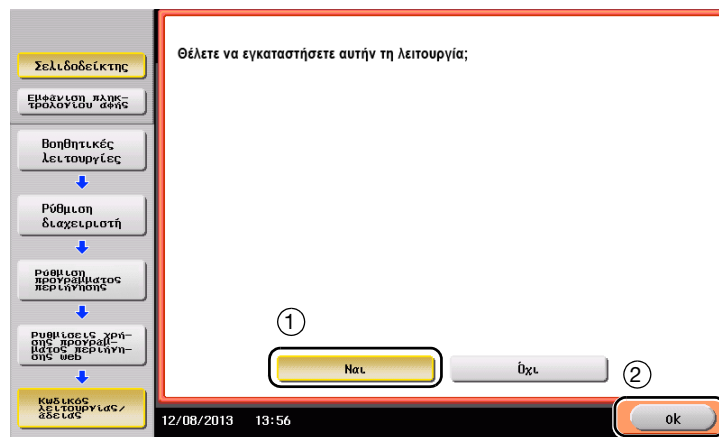 Θέλετε να εγκαταστήσετε αυτήν τη λειτουργία;
Σελιδοδείκτης
Εμφάνιση πληκ-
τρολογίου αφής
Βοηθητικές
λειτουργίες
Ρύθμιση
διαχειριστή
Ρύθμιση
προγράμματος
περιήγησης
Ρυθμίσεις χρή-
σης προγράμ-
ματος περιήγη-
σης web
Κωδικός
λειτουργίας/
άδειας
1
Ναι
Όχι
2
12/08/2013 13:56
ok